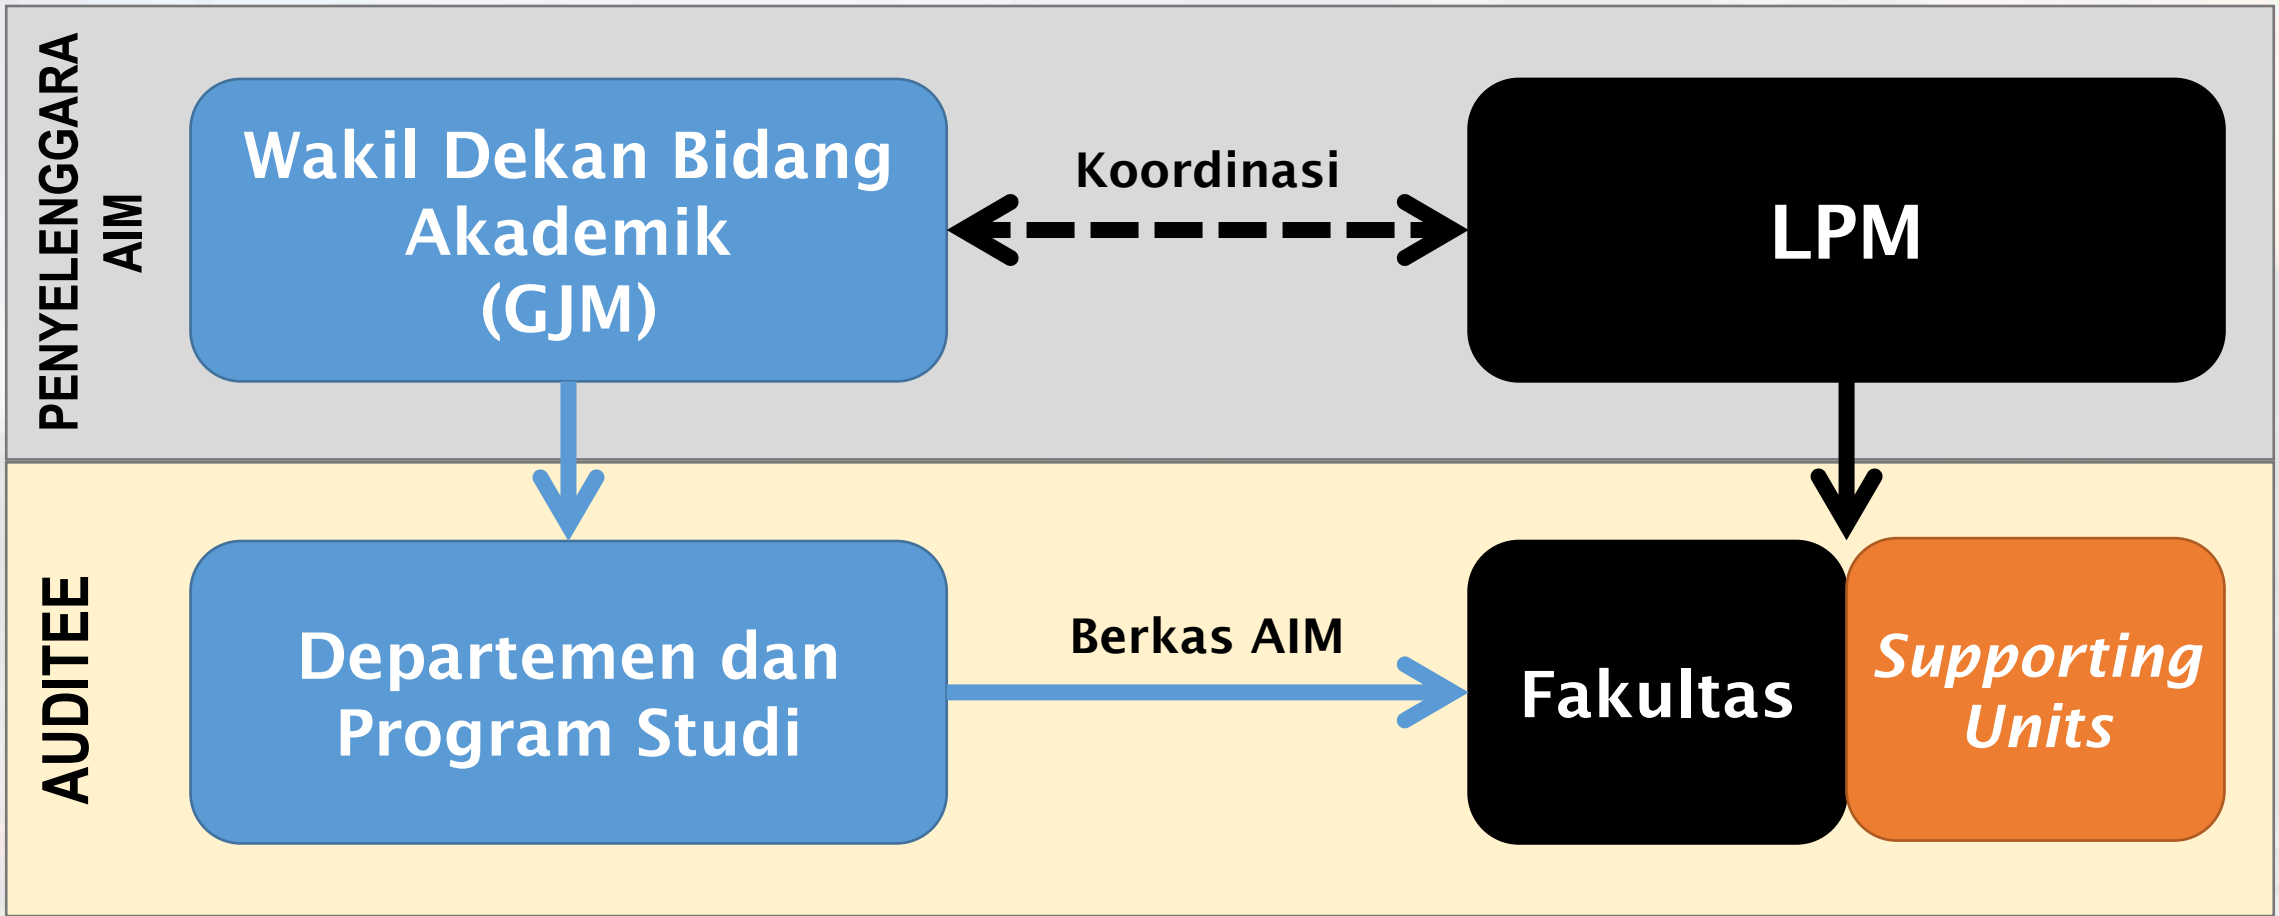 PENYELENGGARA
AIM
Wakil Dekan Bidang
Akademik
(GJM)
Koordinasi
LPM
AUDITEE
Departemen dan
Program Studi
Berkas AIM
Fakultas
Supporting
Units